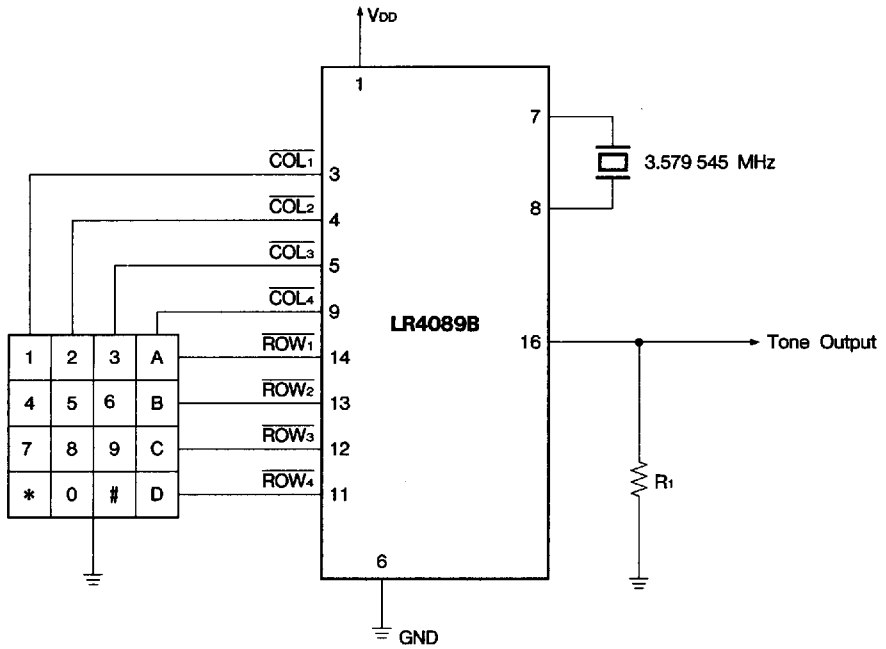 VDD
1
7
3.579 545 MHz
8
COL1
3
COL2
4
COL3
5
COL4
9
LR4089B
16
Tone Output
ROW1
14
ROW2
13
ROW3
12
ROW4
11
1 2 3 A
4 5 6 B
7 8 9 C
* 0 # D
R1
6
GND